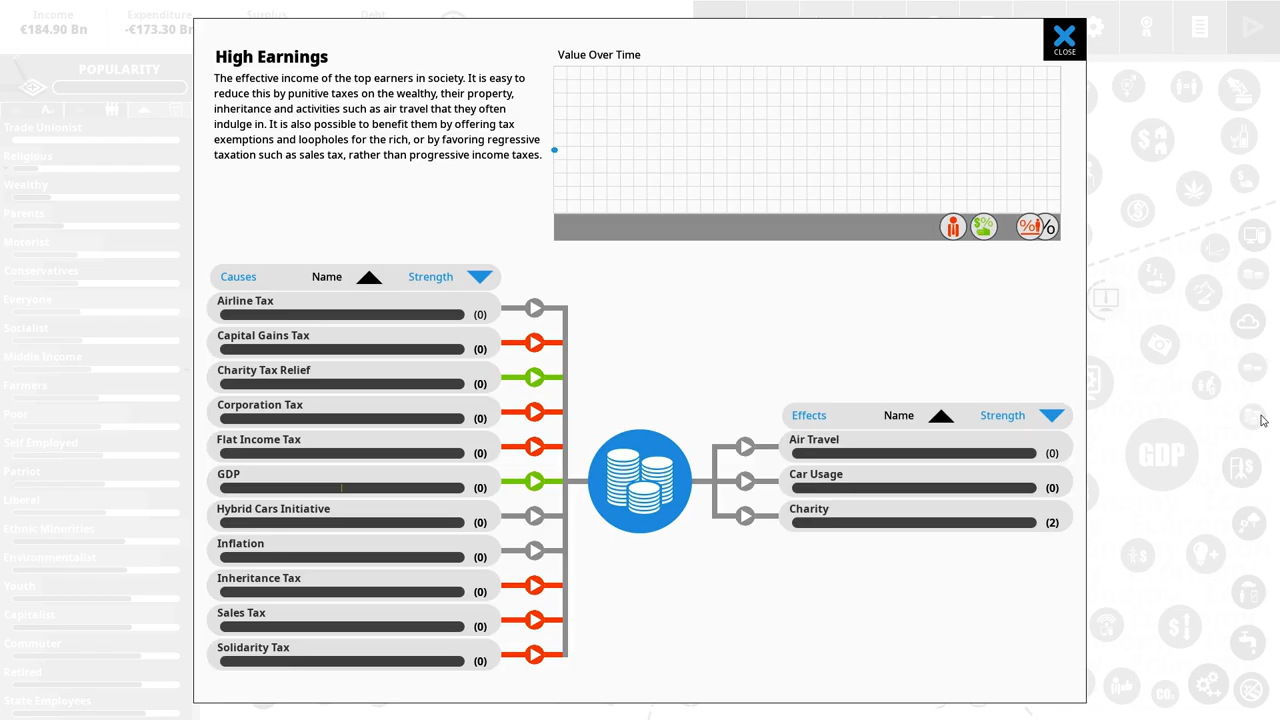 Income
Expenditure
Surplus
Debt
€184.90 Bn
-€173.30 Bn
POPULARITY
Trade Unionist
Religious
Wealthy
Parents
Motorist
Conservatives
Everyone
Socialist
Middle Income
Farmers
Poor
Self Employed
Patriot
Liberal
Ethnic Minorities
Environmentalist
Youth
Capitalist
Commuter
Retired
State Employees
High Earnings
The effective income of the top earners in society. It is easy to
reduce this by punitive taxes on the wealthy, their property,
inheritance and activities such as air travel that they often
indulge in. It is also possible to benefit them by offering tax
exemptions and loopholes for the rich, or by favoring regressive
taxation such as sales tax, rather than progressive income taxes.
Value Over Time
CLOSE
Causes Name Strength
Airline Tax
(0)
Capital Gains Tax
(0)
Charity Tax Relief
(0)
Corporation Tax
(0)
Flat Income Tax
(0)
GDP
(0)
Hybrid Cars Initiative
(0)
Inflation
(0)
Inheritance Tax
(0)
Sales Tax
(0)
Solidarity Tax
(0)
Effects Name Strength
Air Travel
(0)
Car Usage
(0)
Charity
(2)
GDP